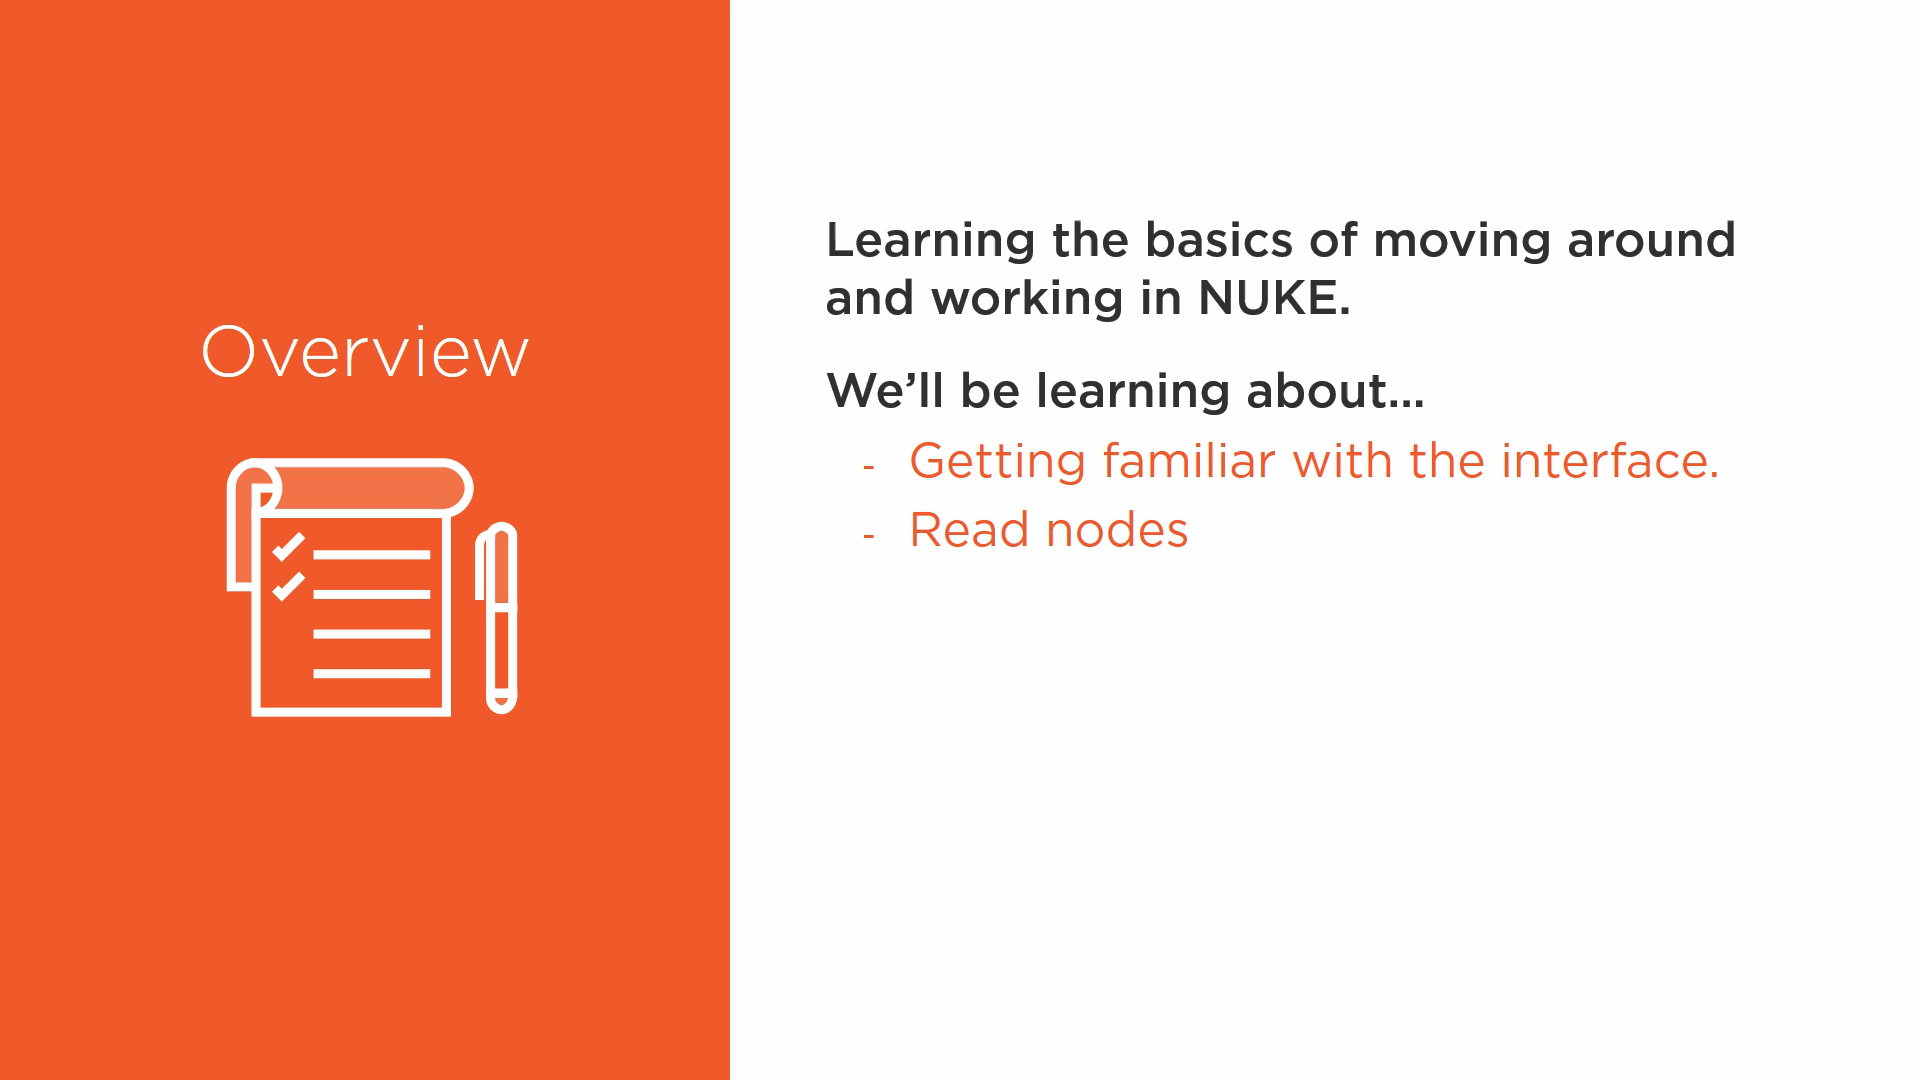 Overview
Learning the basics of moving around
and working in NUKE.
We’ll be learning about...
- Getting familiar with the interface.
- Read nodes